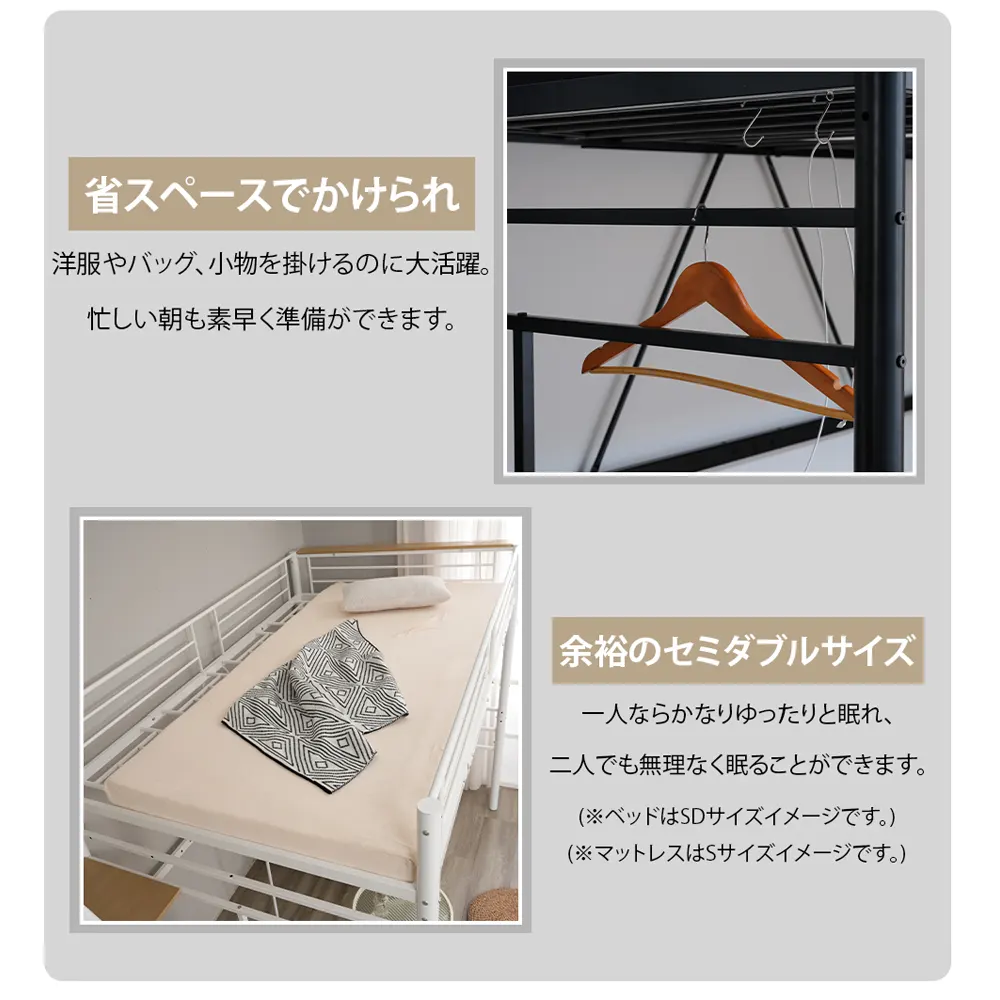 省スペースでかけられ
洋服やバッグ、小物を掛けるのに大活躍。
忙しい朝も素早く準備ができます。
余裕のセミダブルサイズ
一人ならかなりゆったりと眠れ、
二人でも無理なく眠ることができます。
(※ベッドはSDサイズイメージです。)
(※マットレスはSサイズイメージです。)